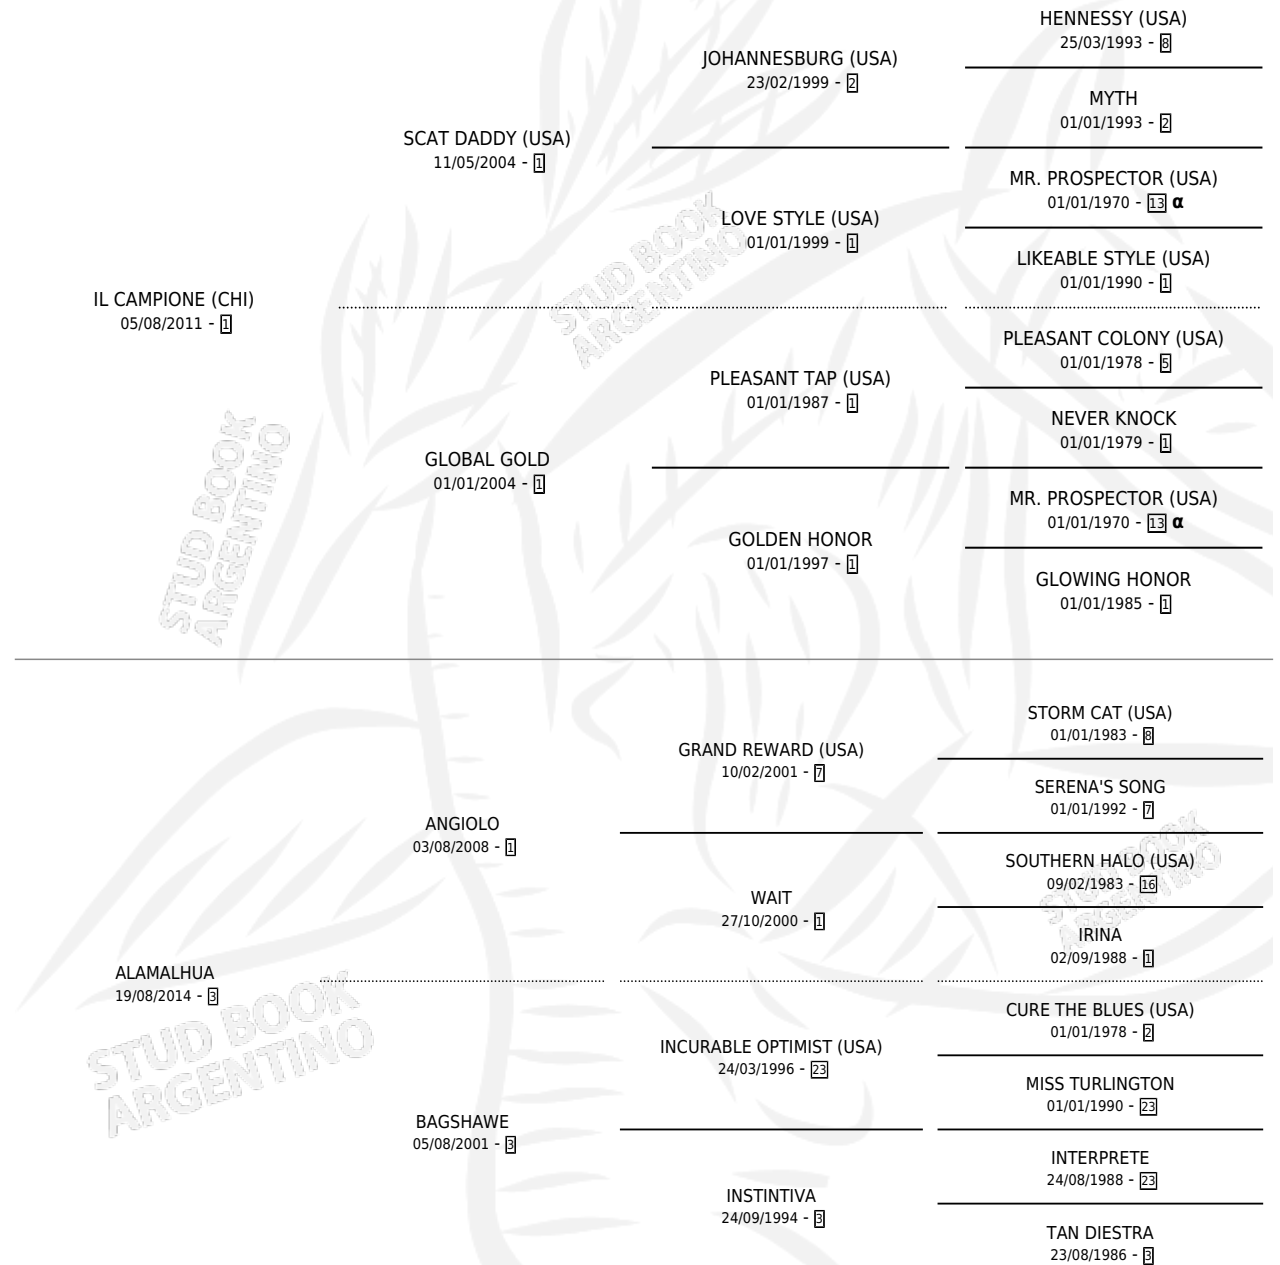 HENNESSY (USA)
25/03/1993 - 8
JOHANNESBURG (USA)
23/02/1999 - 2
MYTH
01/01/1993 - 2
SCAT DADDY (USA)
11/05/2004 - 1
MR. PROSPECTOR (USA)
01/01/1970 - 13 α
LOVE STYLE (USA)
01/01/1999 - 1
LIKEABLE STYLE (USA)
01/01/1990 - 1
IL CAMPIONE (CHI)
05/08/2011 - 1
PLEASANT COLONY (USA)
01/01/1978 - 5
PLEASANT TAP (USA)
01/01/1987 - 1
NEVER KNOCK
01/01/1979 - 1
GLOBAL GOLD
01/01/2004 - 1
MR. PROSPECTOR (USA)
01/01/1970 - 13 α
GOLDEN HONOR
01/01/1997 - 1
GLOWING HONOR
01/01/1985 - 1
STORM CAT (USA)
01/01/1983 - 8
GRAND REWARD (USA)
10/02/2001 - 7
SERENA'S SONG
01/01/1992 - 7
ANGIOLO
03/08/2008 - 1
SOUTHERN HALO (USA)
09/02/1983 - 16
WAIT
27/10/2000 - 1
IRINA
02/09/1988 - 1
ALAMALHUA
19/08/2014 - 3
CURE THE BLUES (USA)
01/01/1978 - 2
INCURABLE OPTIMIST (USA)
24/03/1996 - 23
MISS TURLINGTON
01/01/1990 - 23
BAGSHAWE
05/08/2001 - 3
INTERPRETE
24/08/1988 - 23
INSTINTIVA
24/09/1994 - 3
TAN DIESTRA
23/08/1986 - 3
STUD BOOK
ARGENTINO
STUD BOOK
ARGENTINO
STUD BOOK
ARGENTINO
STUD BOOK
ARGENTINO